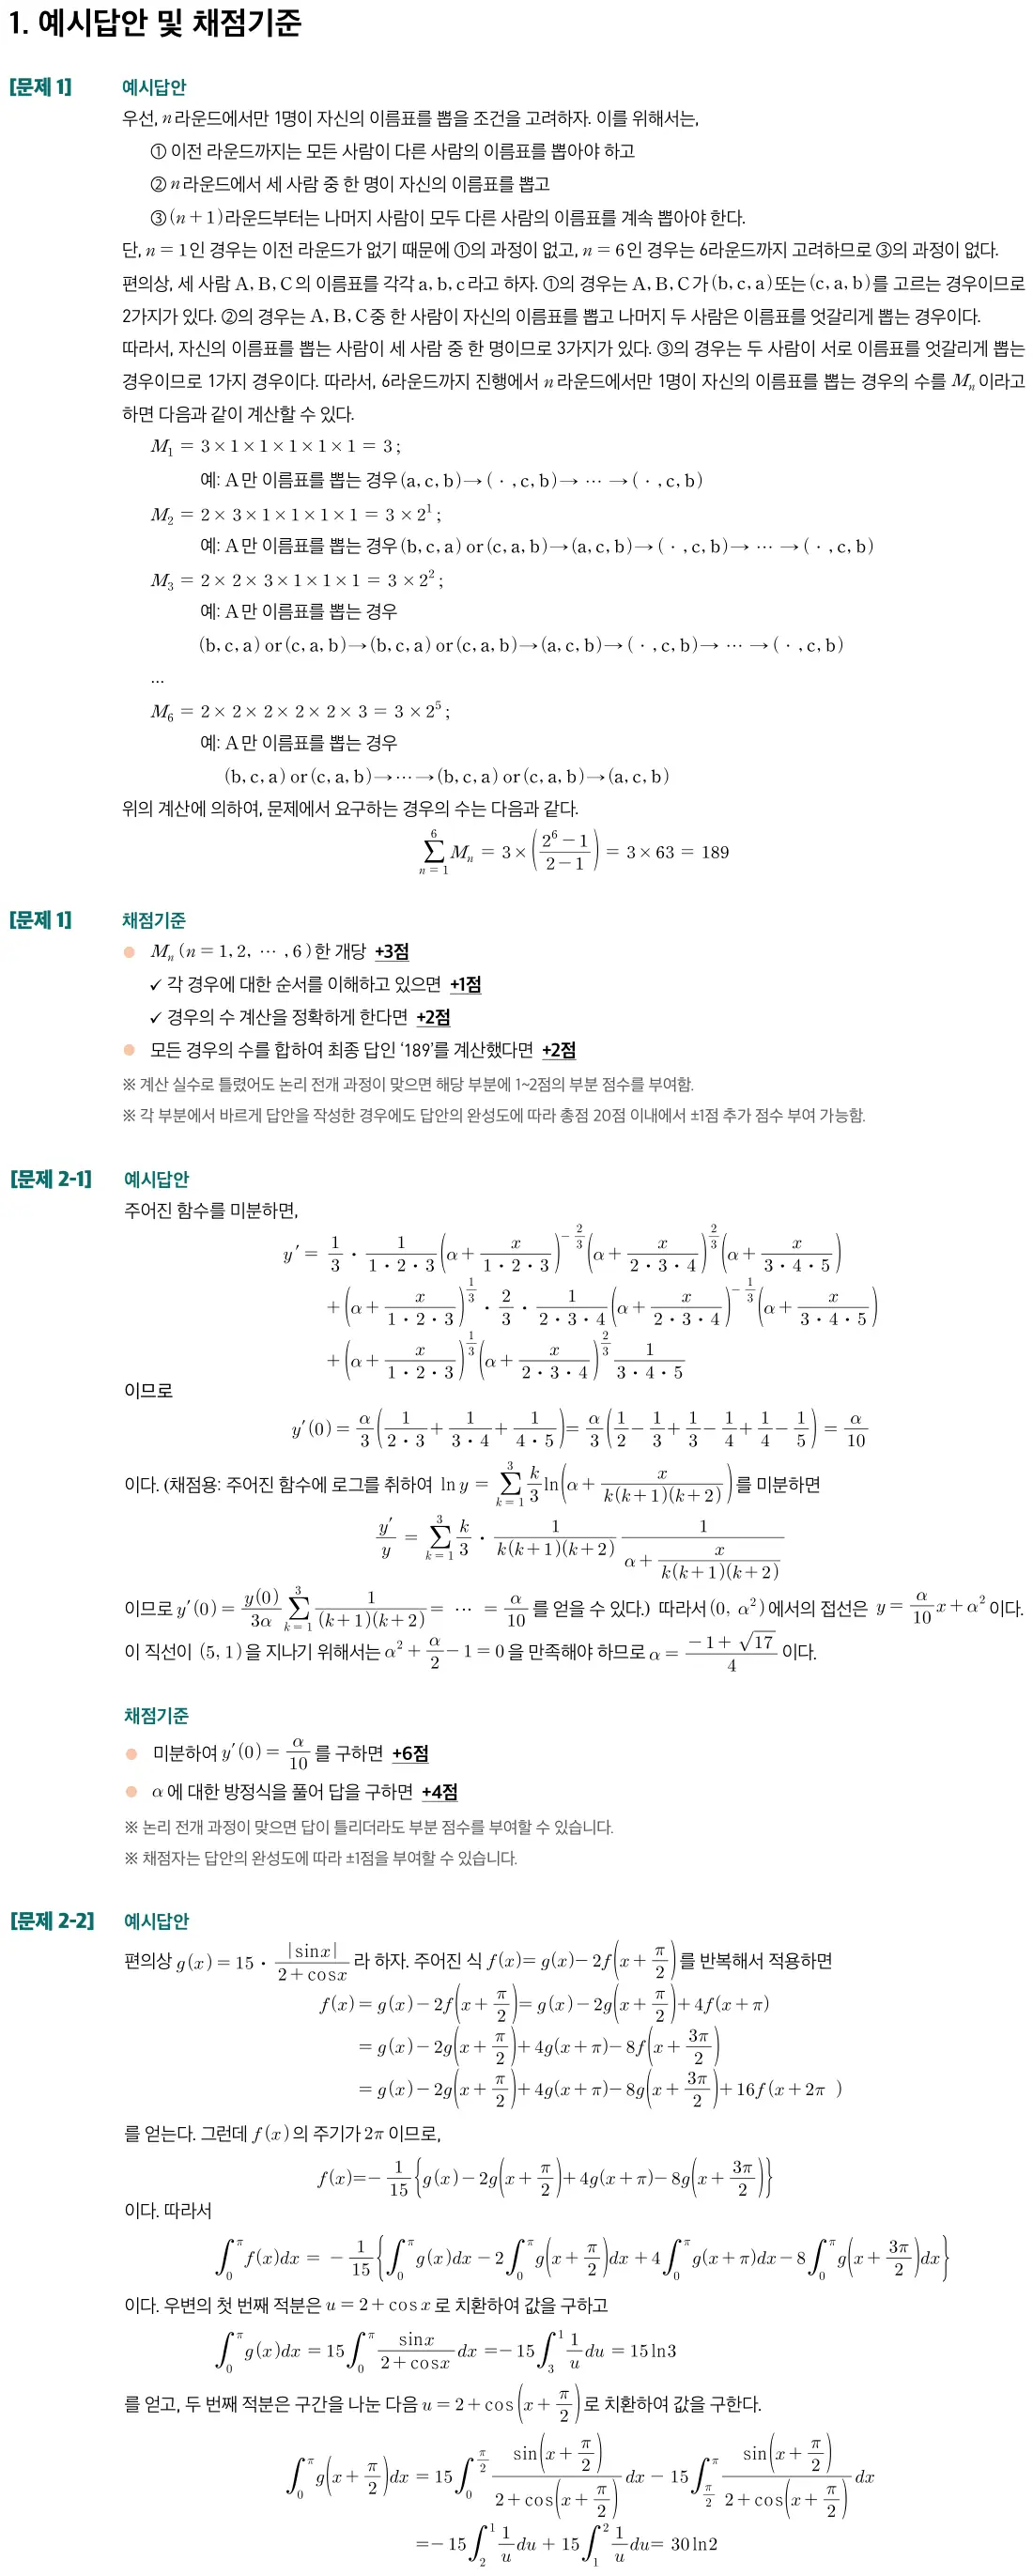 1. 예시답안 및 채점기준
[문제 1] 예시답안
우선, n라운드에서만 1명이 자신의 이름표를 뽑을 조건을 고려하자. 이를 위해서는,
① 이전 라운드까지는 모든 사람이 다른 사람의 이름표를 뽑아야 하고
② n라운드에서 세 사람 중 한 명이 자신의 이름표를 뽑고
③ (n+1)라운드부터는 나머지 사람이 모두 다른 사람의 이름표를 계속 뽑아야 한다.
단, n = 1인 경우는 이전 라운드가 없기 때문에 ①의 과정이 없고, n = 6인 경우는 6라운드까지 고려하므로 ③의 과정이 없다.
편의상, 세 사람 A, B, C의 이름표를 각각 a, b, c라고 하자. ①의 경우는 A, B, C가 (b, c, a)또는 (c, a, b)를 고르는 경우이므로
2가지가 있다. ②의 경우는 A, B, C중 한 사람이 자신의 이름표를 뽑고 나머지 두 사람은 이름표를 엇갈리게 뽑는 경우이다.
따라서, 자신의 이름표를 뽑는 사람이 세 사람 중 한 명이므로 3가지가 있다. ③의 경우는 두 사람이 서로 이름표를 엇갈리게 뽑는
경우이므로 1가지 경우이다. 따라서, 6라운드까지 진행에서 n라운드에서만 1명이 자신의 이름표를 뽑는 경우의 수를 M_n이라고
하면 다음과 같이 계산할 수 있다.
M_1 = 3×1×1×1×1×1 = 3 ;
예: A만 이름표를 뽑는 경우 (a, c, b)→( · , c, b)→ ⋯ →( · , c, b)
M_2 = 2×3×1×1×1×1 = 3×2^1 ;
예: A만 이름표를 뽑는 경우 (b, c, a) or (c, a, b)→(a, c, b)→( · , c, b)→ ⋯ →( · , c, b)
M_3 = 2×2×3×1×1×1 = 3×2^2 ;
예: A만 이름표를 뽑는 경우
(b, c, a) or (c, a, b)→(b, c, a) or (c, a, b)→(a, c, b)→( · , c, b)→ ⋯ →( · , c, b)
...
M_6 = 2×2×2×2×2×3 = 3×2^5 ;
예: A만 이름표를 뽑는 경우
(b, c, a) or (c, a, b)→⋯→(b, c, a) or (c, a, b)→(a, c, b)
위의 계산에 의하여, 문제에서 요구하는 경우의 수는 다음과 같다.
∑_{n=1}^{6} M_n = 3×((2^6−1)/(2−1)) = 3×63 = 189
[문제 1] 채점기준
● M_n (n = 1, 2, ⋯ , 6)한 개당 +3점
✓ 각 경우에 대한 순서를 이해하고 있으면 +1점
✓ 경우의 수 계산을 정확하게 한다면 +2점
● 모든 경우의 수를 합하여 최종 답인 ‘189’를 계산했다면 +2점
※ 계산 실수로 틀렸어도 논리 전개 과정이 맞으면 해당 부분에 1~2점의 부분 점수를 부여함.
※ 각 부분에서 바르게 답안을 작성한 경우에도 답안의 완성도에 따라 총점 20점 이내에서 ±1점 추가 점수 부여 가능함.
[문제 2-1] 예시답안
주어진 함수를 미분하면,
y′ = 1/3 · 1/(1·2·3) (α + x/(1·2·3))^{−2/3} (α + x/(2·3·4))^{2/3} (α + x/(3·4·5))
+ (α + x/(1·2·3))^{1/3} · 2/3 · 1/(2·3·4) (α + x/(2·3·4))^{−1/3} (α + x/(3·4·5))
+ (α + x/(1·2·3))^{1/3} (α + x/(2·3·4))^{2/3} 1/(3·4·5)
이므로
y′(0) = α/3 (1/(2·3) + 1/(3·4) + 1/(4·5)) = α/3 (1/2 − 1/3 + 1/3 − 1/4 + 1/4 − 1/5) = α/10
이다. (채점용: 주어진 함수에 로그를 취하여 ln y = ∑_{k=1}^{3} k/3 ln(α + x/(k(k+1)(k+2)))를 미분하면
y′/y = ∑_{k=1}^{3} k/3 · 1/(k(k+1)(k+2)) 1/(α + x/(k(k+1)(k+2)))
이므로 y′(0) = y(0)/(3α) ∑_{k=1}^{3} 1/((k+1)(k+2)) = ⋯ = α/10 를 얻을 수 있다.) 따라서 (0, α^2)에서의 접선은 y = α/10 x + α^2 이다.
이 직선이 (5, 1)을 지나기 위해서는 α^2 + α/2 − 1 = 0 을 만족해야 하므로 α = (−1 + √17)/4 이다.
채점기준
● 미분하여 y′(0) = α/10 를 구하면 +6점
● α에 대한 방정식을 풀어 답을 구하면 +4점
※ 논리 전개 과정이 맞으면 답이 틀리더라도 부분 점수를 부여할 수 있습니다.
※ 채점자는 답안의 완성도에 따라 ±1점을 부여할 수 있습니다.
[문제 2-2] 예시답안
편의상 g(x) = 15 · |sinx|/(2+cosx) 라 하자. 주어진 식 f(x) = g(x) − 2f(x + π/2)를 반복해서 적용하면
f(x) = g(x) − 2f(x + π/2) = g(x) − 2g(x + π/2) + 4f(x+π)
= g(x) − 2g(x + π/2) + 4g(x+π) − 8f(x + 3π/2)
= g(x) − 2g(x + π/2) + 4g(x+π) − 8g(x + 3π/2) + 16f(x+2π )
를 얻는다. 그런데 f(x)의 주기가 2π 이므로,
f(x) = − 1/15 {g(x) − 2g(x + π/2) + 4g(x+π) − 8g(x + 3π/2)}
이다. 따라서
∫_0^π f(x)dx = − 1/15 {∫_0^π g(x)dx − 2∫_0^π g(x + π/2)dx + 4∫_0^π g(x+π)dx − 8∫_0^π g(x + 3π/2)dx}
이다. 우변의 첫 번째 적분은 u = 2+cosx로 치환하여 값을 구하고
∫_0^π g(x)dx = 15∫_0^π sinx/(2+cosx) dx = −15∫_3^1 1/u du = 15 ln3
를 얻고, 두 번째 적분은 구간을 나눈 다음 u = 2+cos(x + π/2)로 치환하여 값을 구한다.
∫_0^π g(x + π/2)dx = 15∫_0^{π/2} sin(x + π/2)/(2+cos(x + π/2)) dx − 15∫_{π/2}^π sin(x + π/2)/(2+cos(x + π/2)) dx
= −15∫_2^1 1/u du + 15∫_1^2 1/u du = 30 ln2